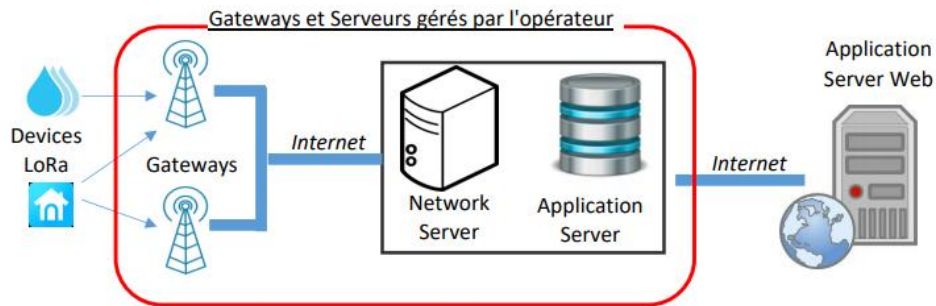 Gateways et Serveurs gérés par l'opérateur
Application
Server Web
Devices
LoRa
Gateways
Internet
Network
Server
Application
Server
Internet